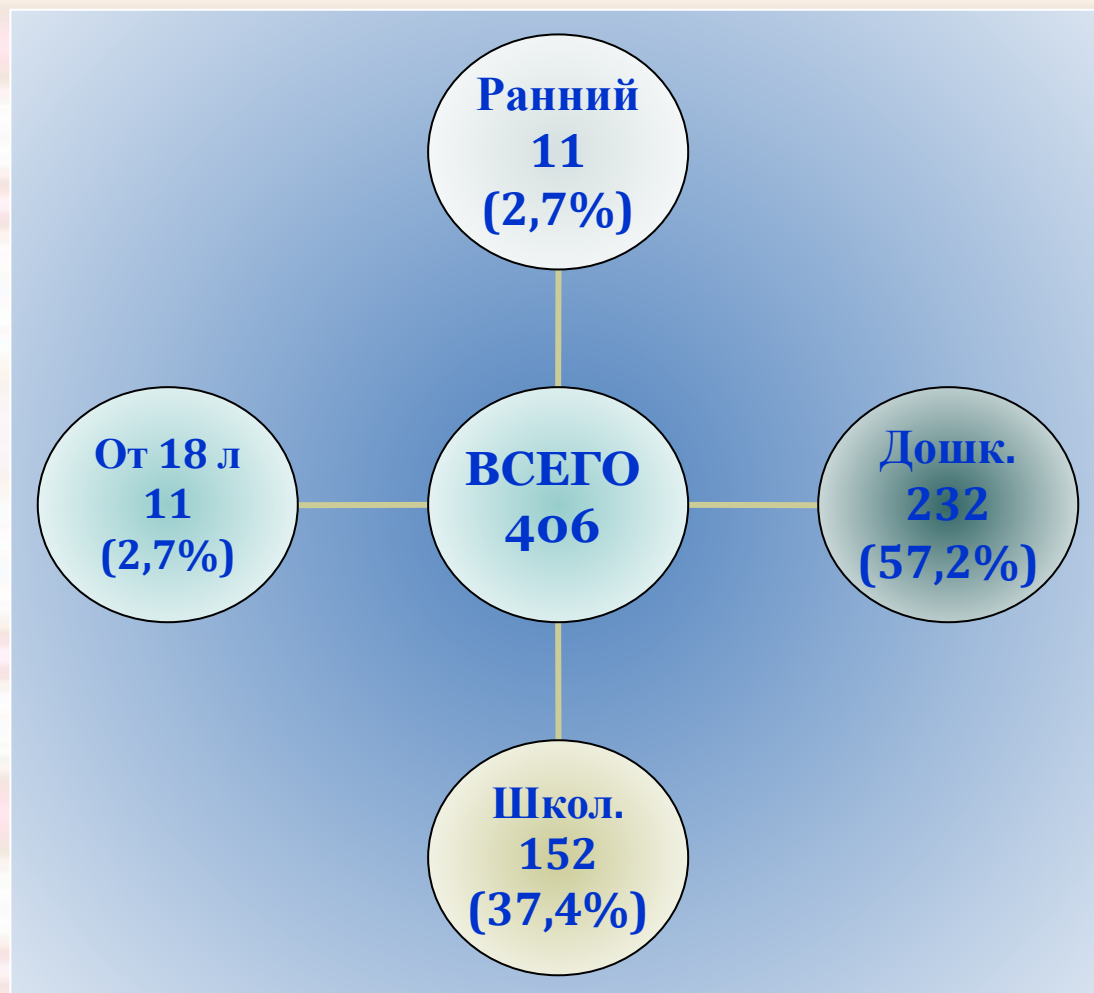 Ранний
11
(2,7%)
От 18 л
11
(2,7%)
ВСЕГО
406
Дошк.
232
(57,2%)
Школ.
152
(37,4%)